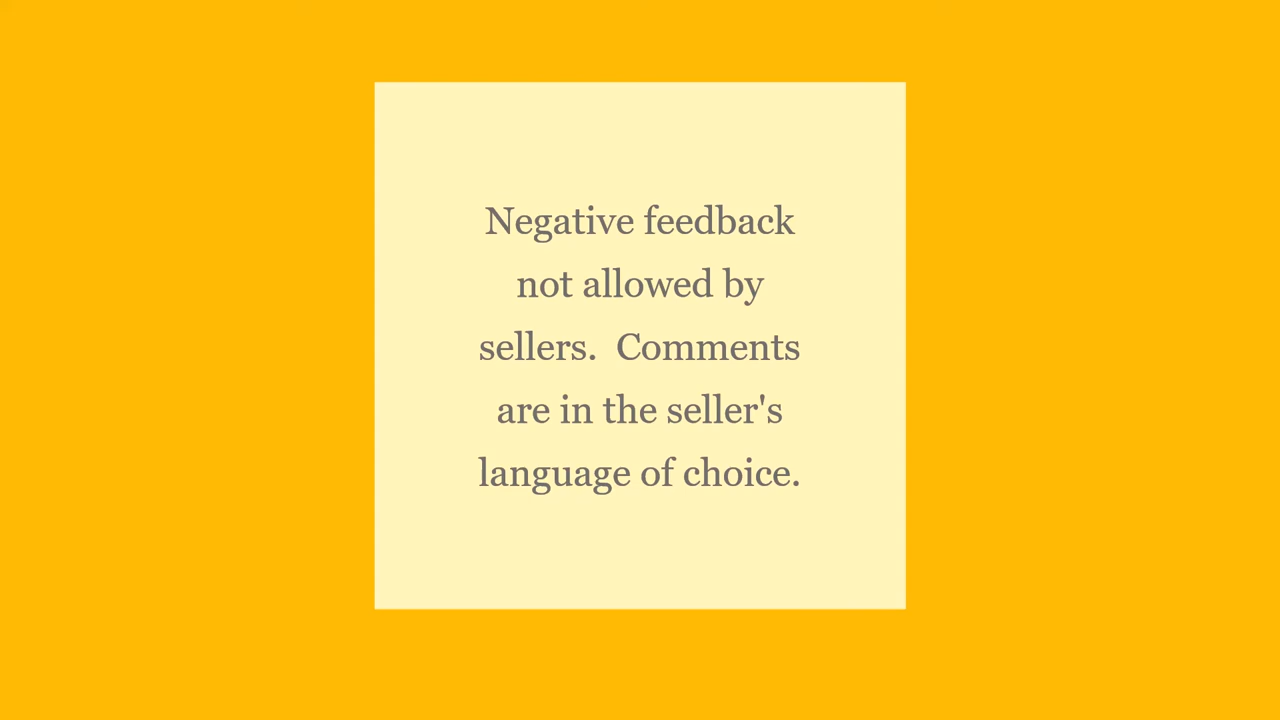 Negative feedback
not allowed by
sellers.  Comments
are in the seller's
language of choice.